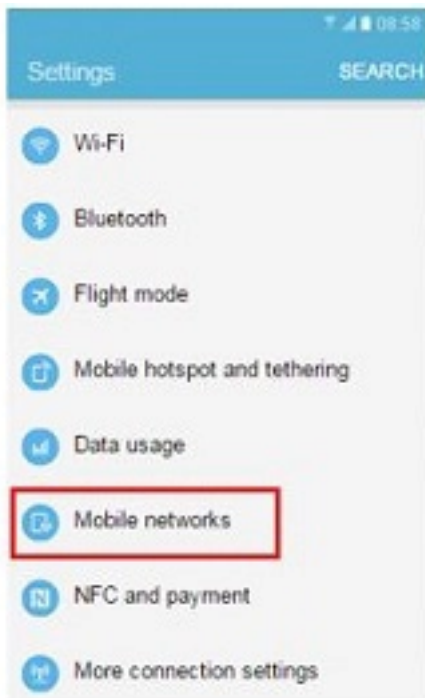 08:58
Settings SEARCH
Wi-Fi
Bluetooth
Flight mode
Mobile hotspot and tethering
Data usage
Mobile networks
NFC and payment
More connection settings